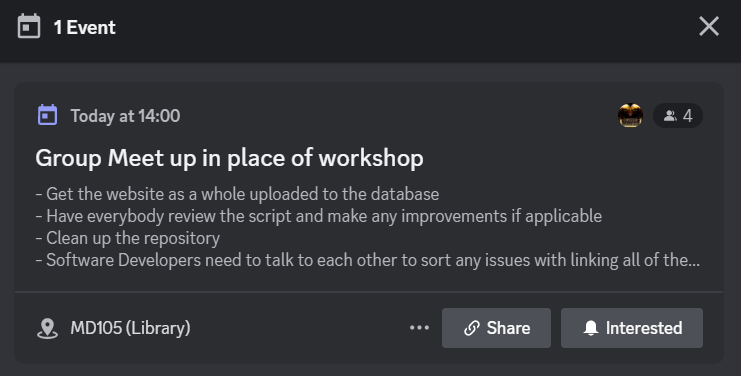 1 Event
Today at 14:00
4
Group Meet up in place of workshop
- Get the website as a whole uploaded to the database
- Have everybody review the script and make any improvements if applicable
- Clean up the repository
- Software Developers need to talk to each other to sort any issues with linking all of the...
MD105 (Library)
Share
Interested